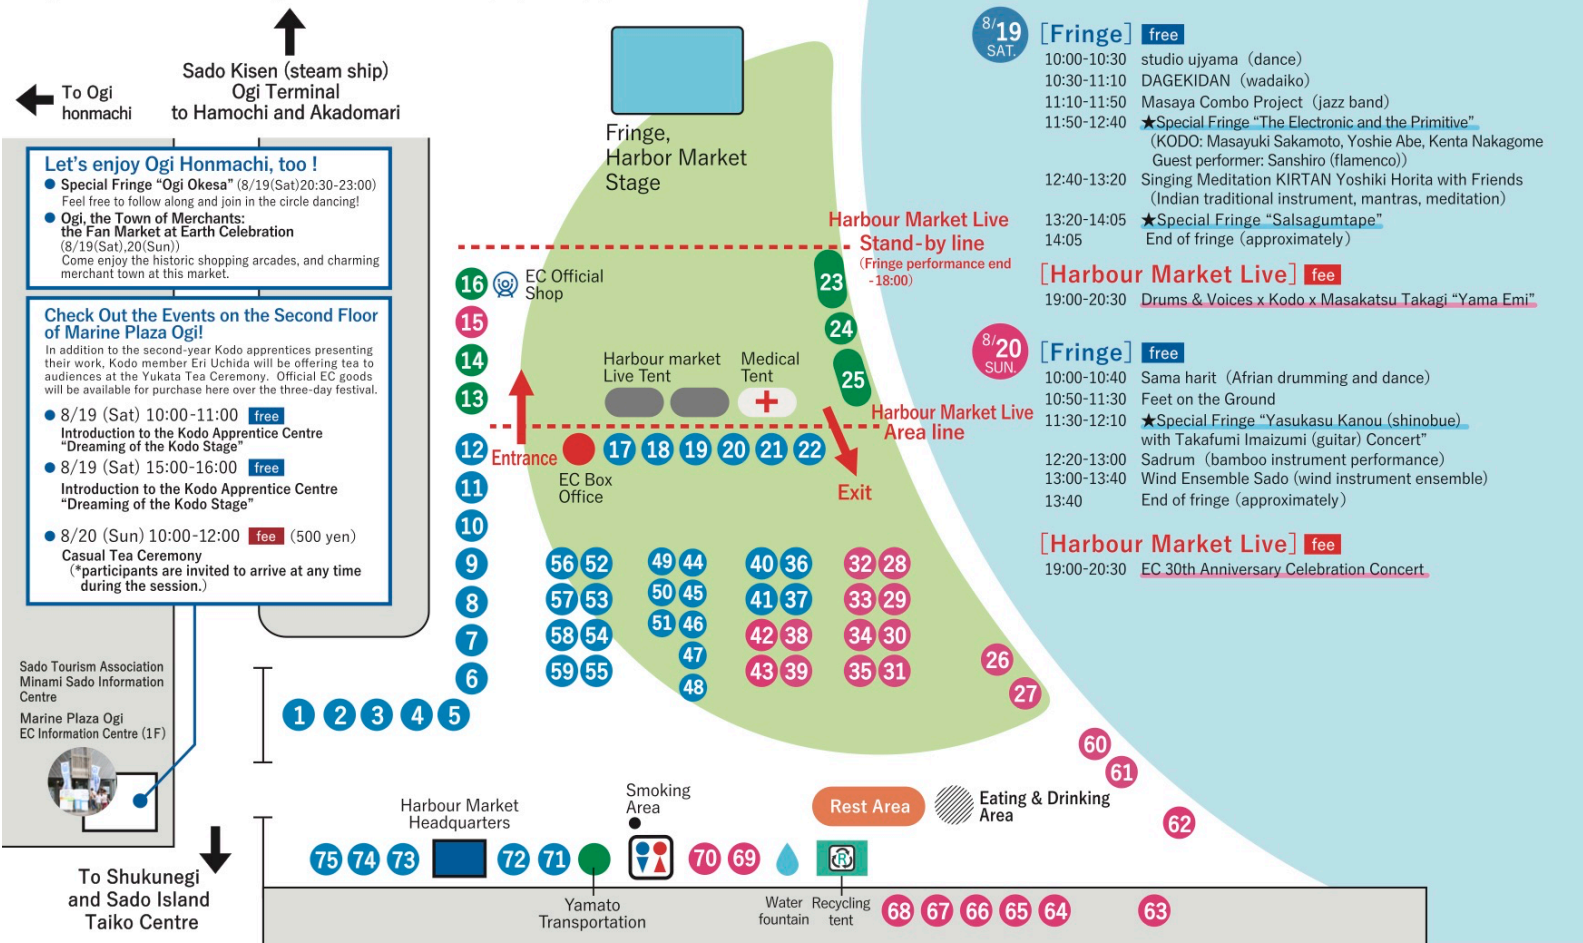 To Ogi
honmachi
Sado Kisen (steam ship)
Ogi Terminal
to Hamochi and Akadomari
Let's enjoy Ogi Honmachi, too !
● Special Fringe “Ogi Okesa” (8/19(Sat)20:30-23:00)
Feel free to follow along and join in the circle dancing!
● Ogi, the Town of Merchants:
the Fan Market at Earth Celebration
(8/19(Sat),20(Sun))
Come enjoy the historic shopping arcades, and charming
merchant town at this market.
Check Out the Events on the Second Floor
of Marine Plaza Ogi!
In addition to the second-year Kodo apprentices presenting
their work, Kodo member Eri Uchida will be offering tea to
audiences at the Yukata Tea Ceremony. Official EC goods
will be available for purchase here over the three-day festival.
● 8/19 (Sat) 10:00-11:00 free
Introduction to the Kodo Apprentice Centre
“Dreaming of the Kodo Stage”
● 8/19 (Sat) 15:00-16:00 free
Introduction to the Kodo Apprentice Centre
“Dreaming of the Kodo Stage”
● 8/20 (Sun) 10:00-12:00 fee (500 yen)
Casual Tea Ceremony
(*participants are invited to arrive at any time
during the session.)
Sado Tourism Association
Minami Sado Information
Centre
Marine Plaza Ogi
EC Information Centre (1F)
To Shukunegi
and Sado Island
Taiko Centre
Fringe,
Harbor Market
Stage
Harbour Market Live
Stand-by line
(Fringe performance end
-18:00)
16 EC Official
Shop
15
14
13
23
24
25
Harbour market
Live Tent
Medical
Tent
Harbour Market Live
Area line
12 Entrance
EC Box
Office
17 18 19 20 21 22
Exit
11
10
9
8
7
6
1 2 3 4 5
56 52 49 44 40 36 32 28
57 53 50 45 41 37 33 29
58 54 51 46 42 38 34 30
59 55 47 43 39 35 31
48
26
27
60
61
62
Harbour Market
Headquarters
Smoking
Area
Rest Area
Eating & Drinking
Area
75 74 73 72 71 70 69
R
Yamato
Transportation
Water
fountain
Recycling
tent
68 67 66 65 64 63
8/19
SAT.
[Fringe] free
10:00-10:30 studio ujyama (dance)
10:30-11:10 DAGEKIDAN (wadaiko)
11:10-11:50 Masaya Combo Project (jazz band)
11:50-12:40 ★Special Fringe “The Electronic and the Primitive”
(KODO: Masayuki Sakamoto, Yoshie Abe, Kenta Nakagome
Guest performer: Sanshiro (flamenco))
12:40-13:20 Singing Meditation KIRTAN Yoshiki Horita with Friends
(Indian traditional instrument, mantras, meditation)
13:20-14:05 ★Special Fringe “Salsagumtape”
14:05 End of fringe (approximately)
[Harbour Market Live] fee
19:00-20:30 Drums & Voices x Kodo x Masakatsu Takagi “Yama Emi”
8/20
SUN.
[Fringe] free
10:00-10:40 Sama harit (Afrian drumming and dance)
10:50-11:30 Feet on the Ground
11:30-12:10 ★Special Fringe “Yasukasu Kanou (shinobue)
with Takafumi Imaizumi (guitar) Concert”
12:20-13:00 Sadrum (bamboo instrument performance)
13:00-13:40 Wind Ensemble Sado (wind instrument ensemble)
13:40 End of fringe (approximately)
[Harbour Market Live] fee
19:00-20:30 EC 30th Anniversary Celebration Concert